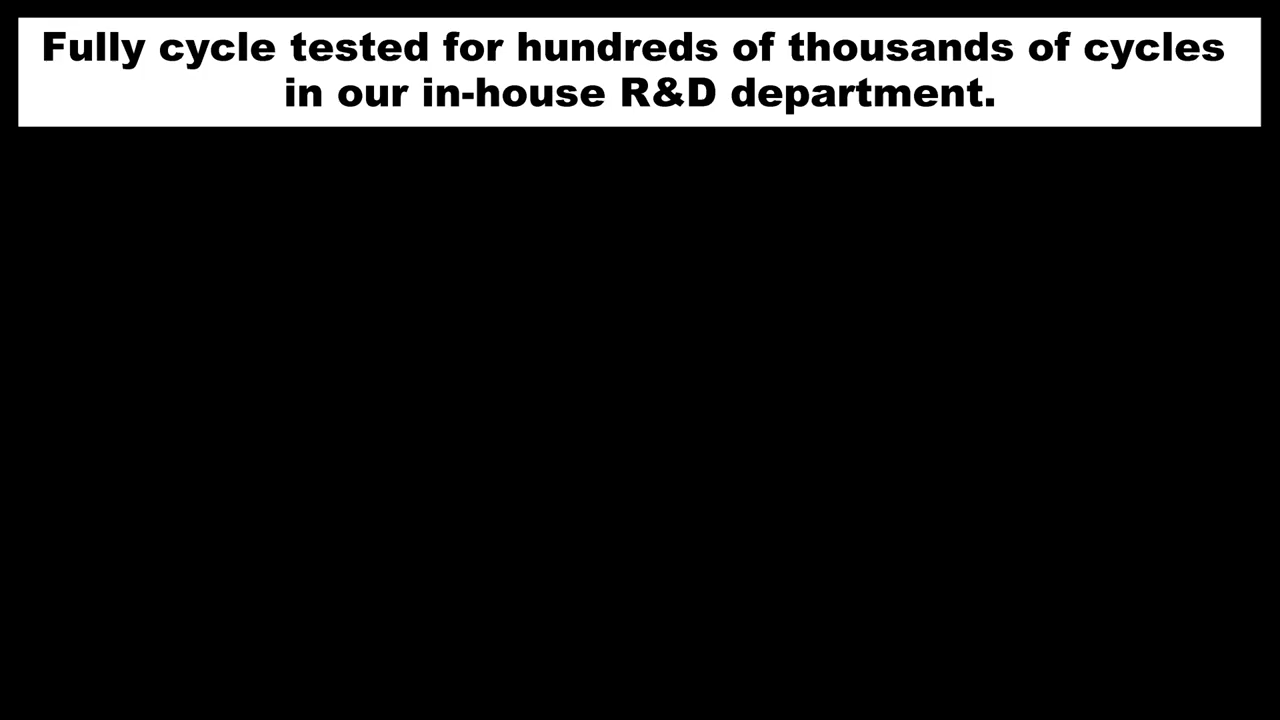 Fully cycle tested for hundreds of thousands of cycles
in our in-house R&D department.